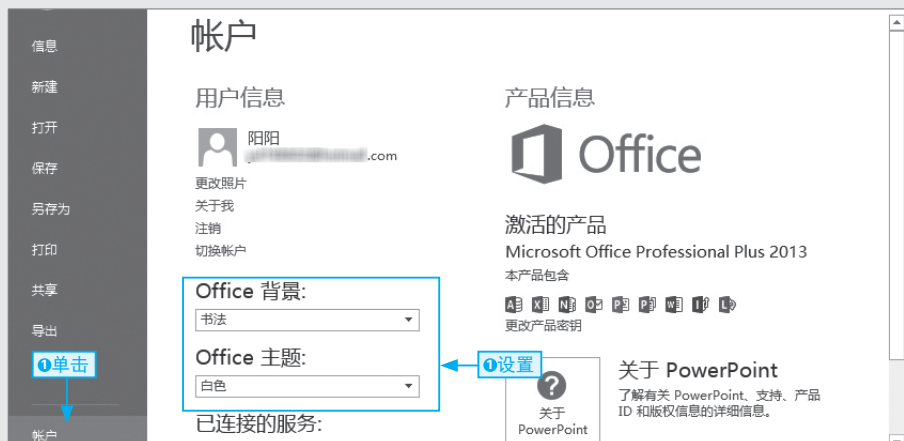 信息
新建
打开
保存
另存为
打印
共享
导出
❶单击
帐户
帐户
用户信息
阳阳
.com
更改照片
关于我
注销
切换帐户
Office 背景:
书法
Office 主题:
白色
❶设置
已连接的服务:
产品信息
Office
激活的产品
Microsoft Office Professional Plus 2013
本产品包含
更改产品密钥
关于
PowerPoint
关于 PowerPoint
了解有关 PowerPoint、支持、产品
ID 和版权信息的详细信息。